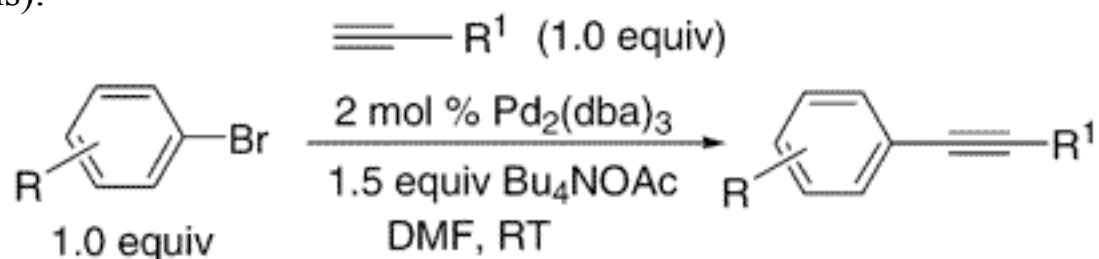 is).
R¹ (1.0 equiv)
Br
2 mol % Pd₂(dba)₃
R¹
R
1.5 equiv Bu₄NOAc
R
1.0 equiv
DMF, RT